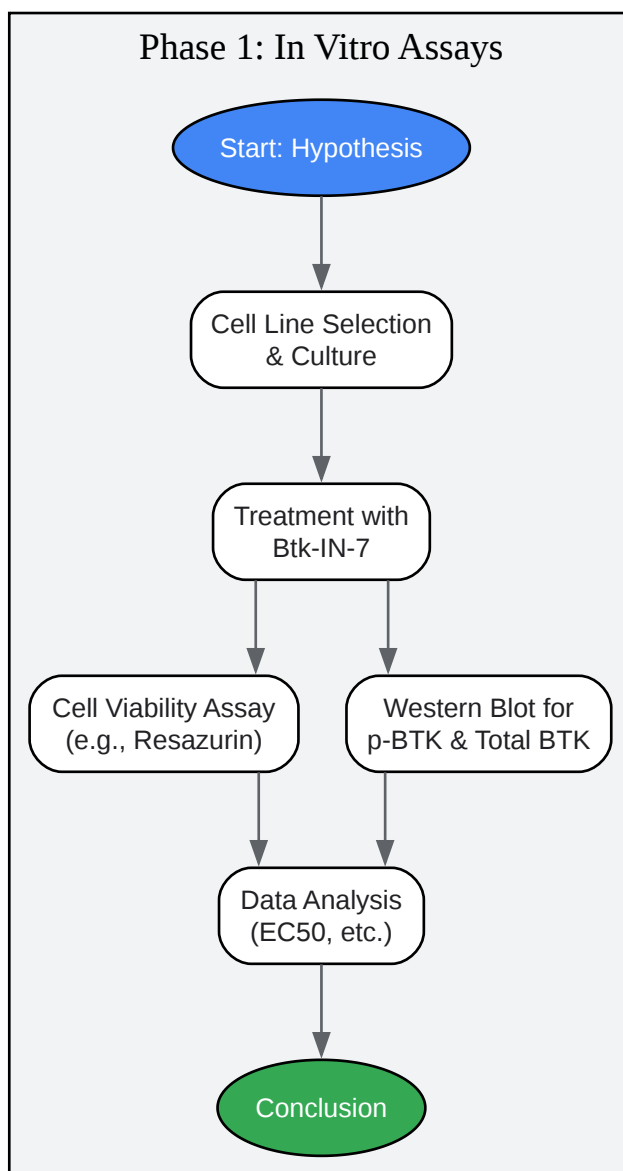 Phase 1: In Vitro Assays
Start: Hypothesis
Cell Line Selection
& Culture
Treatment with
Btk-IN-7
Cell Viability Assay
(e.g., Resazurin)
Western Blot for
p-BTK & Total BTK
Data Analysis
(EC50, etc.)
Conclusion